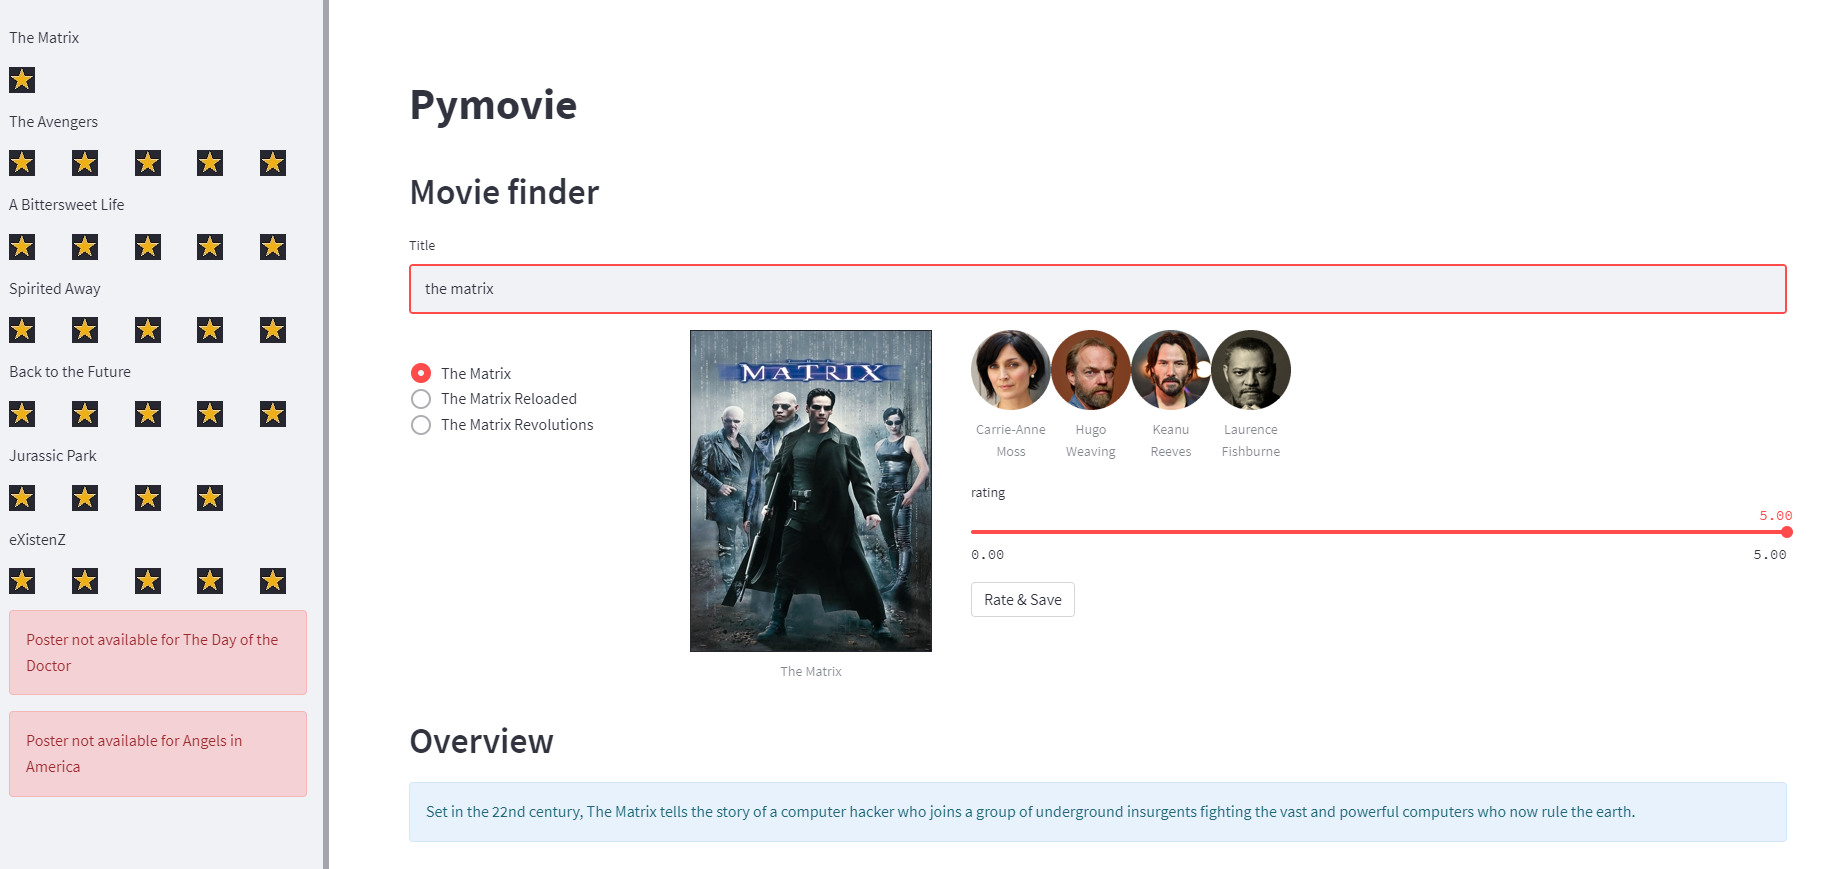 The Matrix
The Avengers
A Bittersweet Life
Spirited Away
Back to the Future
Jurassic Park
eXistenZ
Poster not available for The Day of the
Doctor
Poster not available for Angels in
America
Pymovie
Movie finder
Title
the matrix
The Matrix
The Matrix Reloaded
The Matrix Revolutions
THE
MATRIX
The Matrix
Carrie-Anne
Moss
Hugo
Weaving
Keanu
Reeves
Laurence
Fishburne
rating
5.00
0.00
5.00
Rate & Save
Overview
Set in the 22nd century, The Matrix tells the story of a computer hacker who joins a group of underground insurgents fighting the vast and powerful computers who now rule the earth.